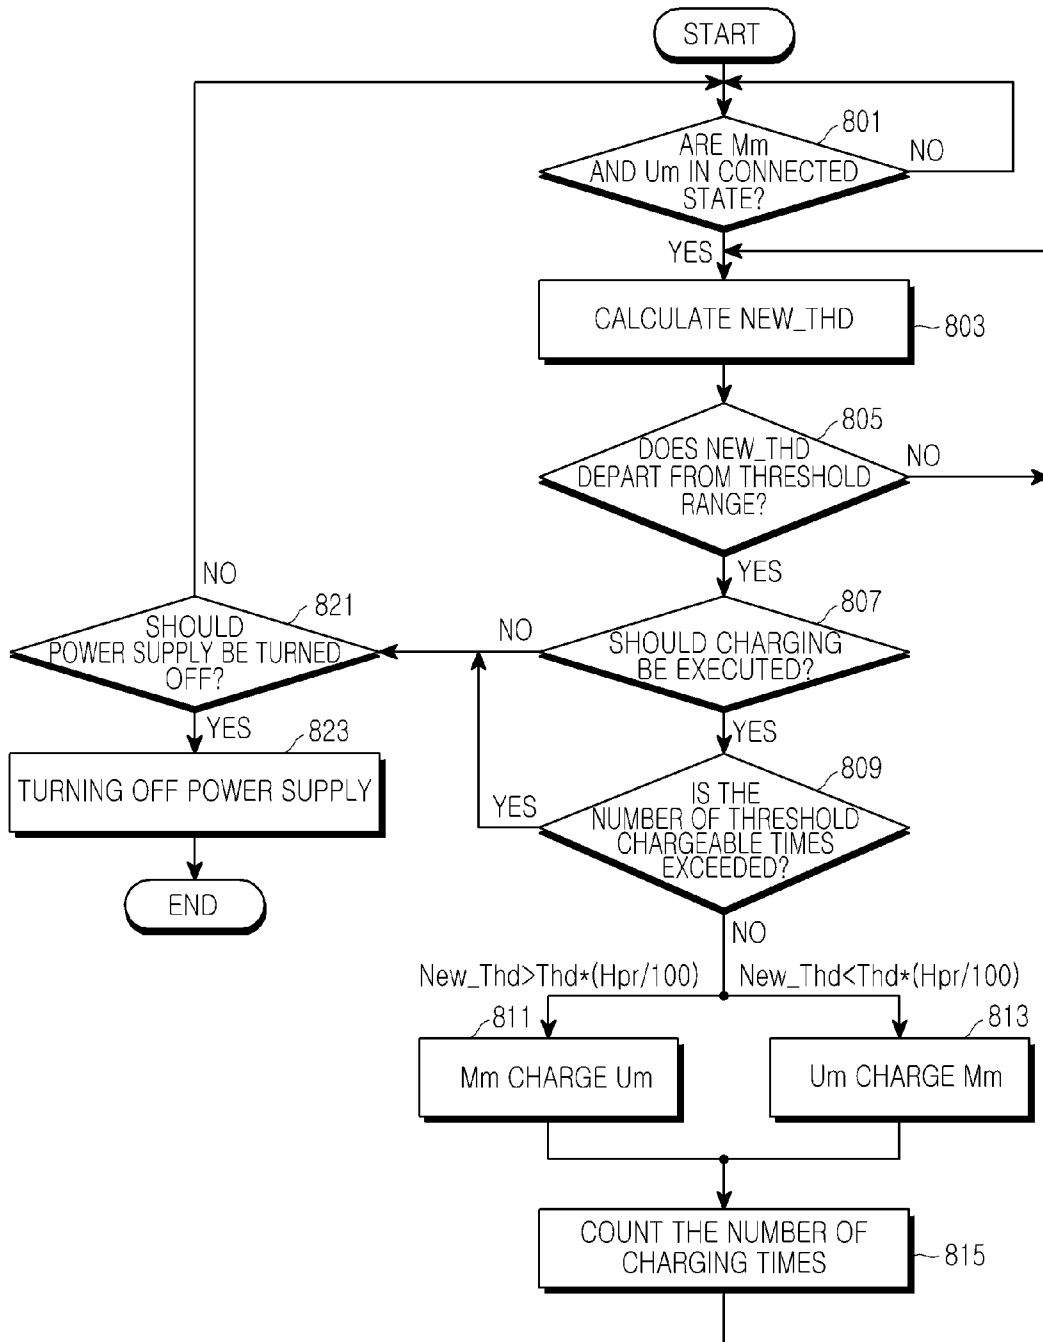 START
801
ARE Mm
AND Um IN CONNECTED
STATE?
NO
YES
CALCULATE NEW_THD
803
805
DOES NEW_THD
DEPART FROM THRESHOLD
RANGE?
NO
YES
NO
821
SHOULD
POWER SUPPLY BE TURNED
OFF?
NO
807
SHOULD CHARGING
BE EXECUTED?
YES
823
TURNING OFF POWER SUPPLY
END
YES
809
YES
IS THE
NUMBER OF THRESHOLD
CHARGEABLE TIMES
EXCEEDED?
NO
New_Thd>Thd*(Hpr/100)
New_Thd<Thd*(Hpr/100)
811
Mm CHARGE Um
813
Um CHARGE Mm
COUNT THE NUMBER OF
CHARGING TIMES
815